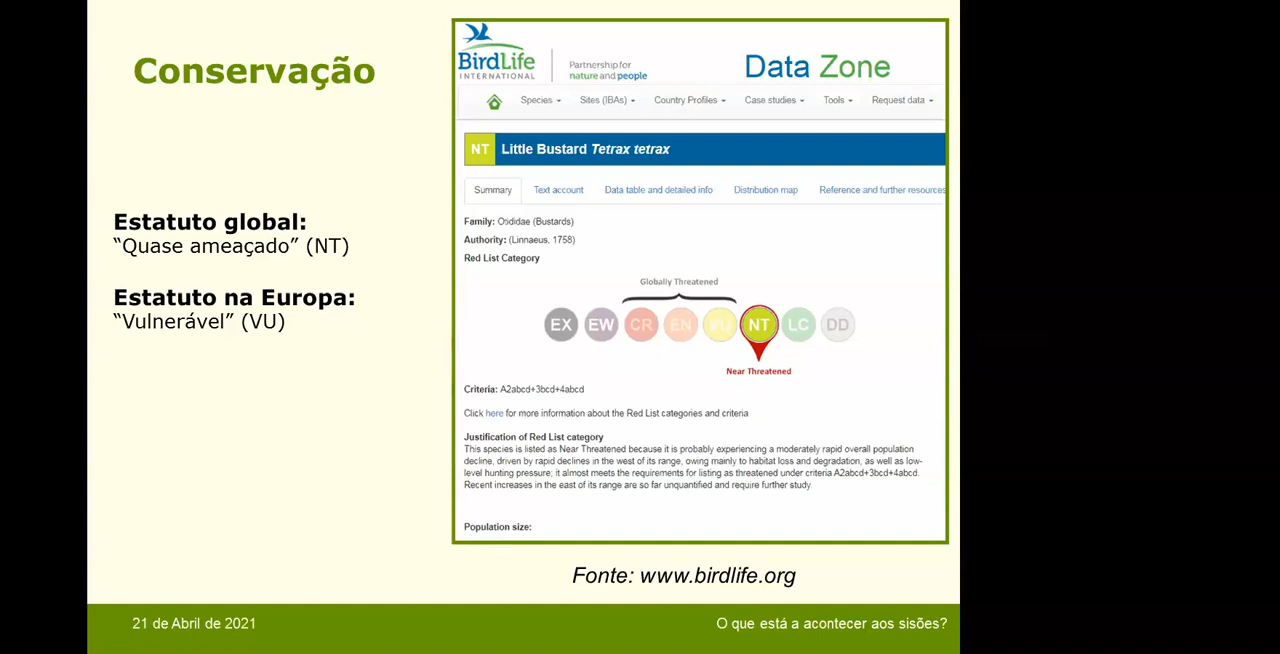 Conservação
Estatuto global:
“Quase ameaçado” (NT)
Estatuto na Europa:
“Vulnerável” (VU)
BirdLife
INTERNATIONAL
Partnership for
nature and people
Data Zone
Species
Sites (IBAs)
Country Profiles
Case studies
Tools
Request data
NT Little Bustard Tetrax tetrax
Summary
Text account
Data table and detailed info
Distribution map
Reference and further resources
Family: Otididae (Bustards)
Authority: (Linnaeus, 1758)
Red List Category
Globally Threatened
EX EW CR EN VU NT LC DD
Near Threatened
Criteria: A2abcd+3bcd+4abcd
Click here for more information about the Red List categories and criteria
Justification of Red List category
This species is listed as Near Threatened because it is probably experiencing a moderately rapid overall population
decline, driven by rapid declines in the west of its range, owing mainly to habitat loss and degradation, as well as low-
level hunting pressure; it almost meets the requirements for listing as threatened under criteria A2abcd+3bcd+4abcd.
Recent increases in the east of its range are so far unquantified and require further study.
Population size:
Fonte: www.birdlife.org
21 de Abril de 2021
O que está a acontecer aos sisões?